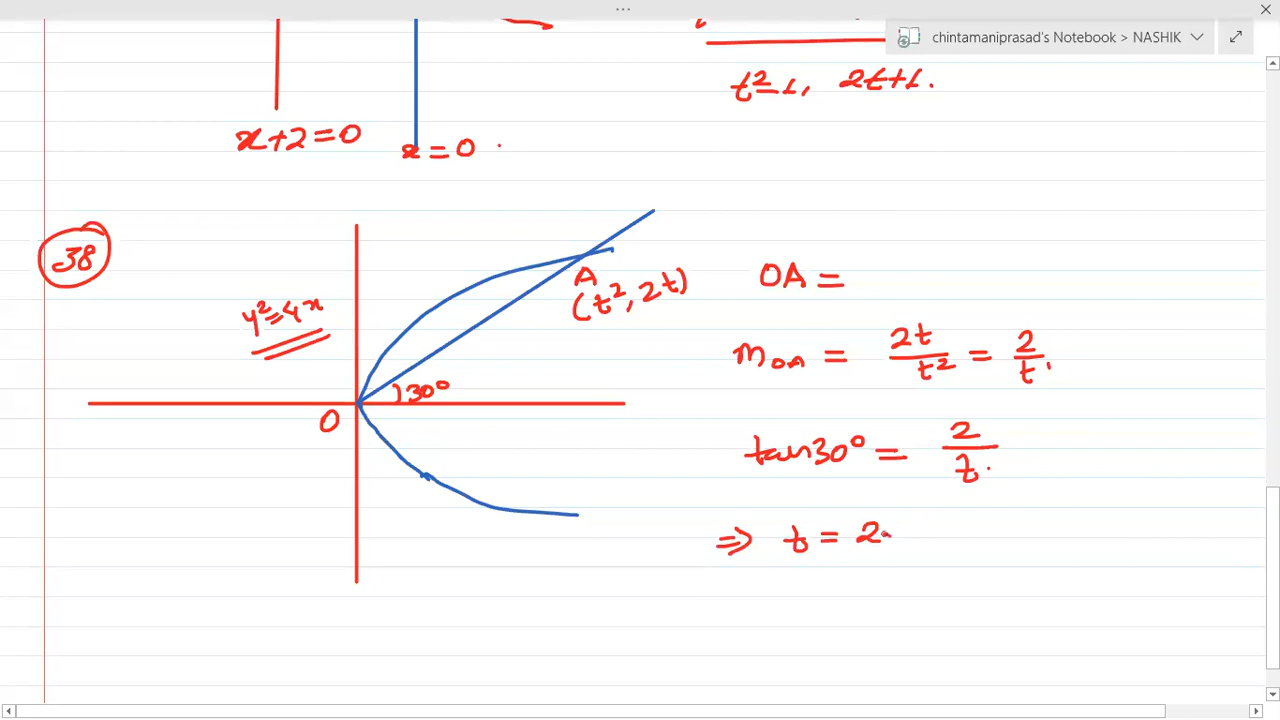 chintamaniprasad's Notebook > NASHIK
t²-1, 2t+1.
x+2=0
x=0
38
y²=4x
A
(t², 2t)
30°
O
OA =
mOA = 2t/t² = 2/t.
tan30° = 2/t.
⇒ t = 2